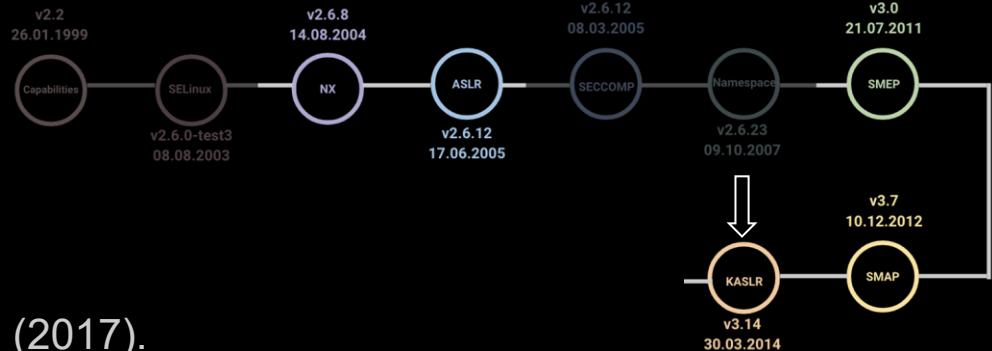 v2.2
26.01.1999
Capabilities
SELinux
v2.6.0-test3
08.08.2003
v2.6.8
14.08.2004
NX
ASLR
v2.6.12
17.06.2005
v2.6.12
08.03.2005
SECCOMP
Namespace
v2.6.23
09.10.2007
v3.0
21.07.2011
SMEP
v3.7
10.12.2012
SMAP
KASLR
v3.14
30.03.2014
(2017).